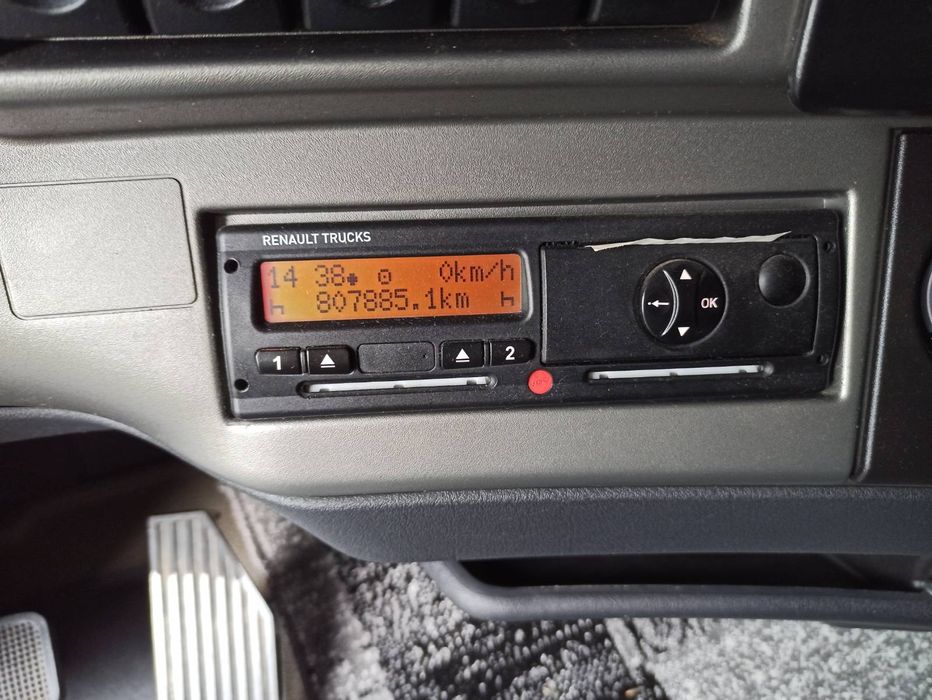 RENAULT TRUCKS
14 38 0km/h
807885.1km
1 2
OK